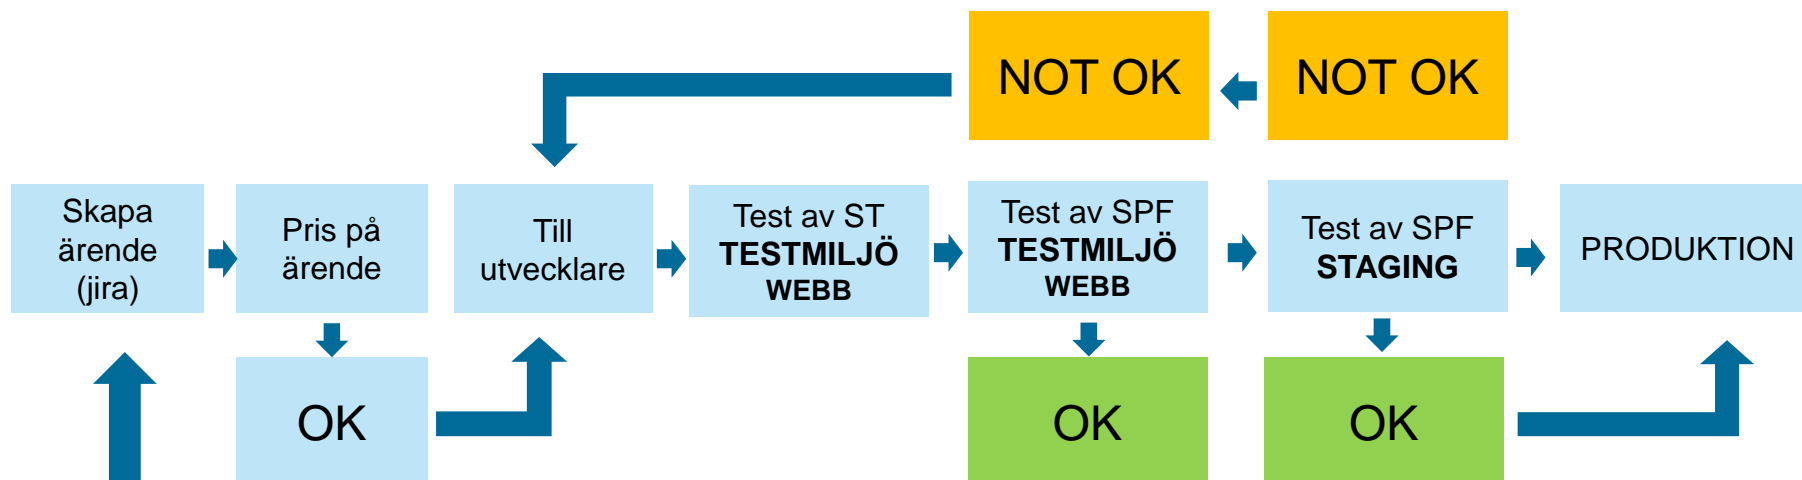 NOT OK
NOT OK
Skapa
ärende
(jira)
Pris på
ärende
Till
utvecklare
Test av ST
TESTMILJÖ
WEBB
Test av SPF
TESTMILJÖ
WEBB
Test av SPF
STAGING
PRODUKTION
OK
OK
OK